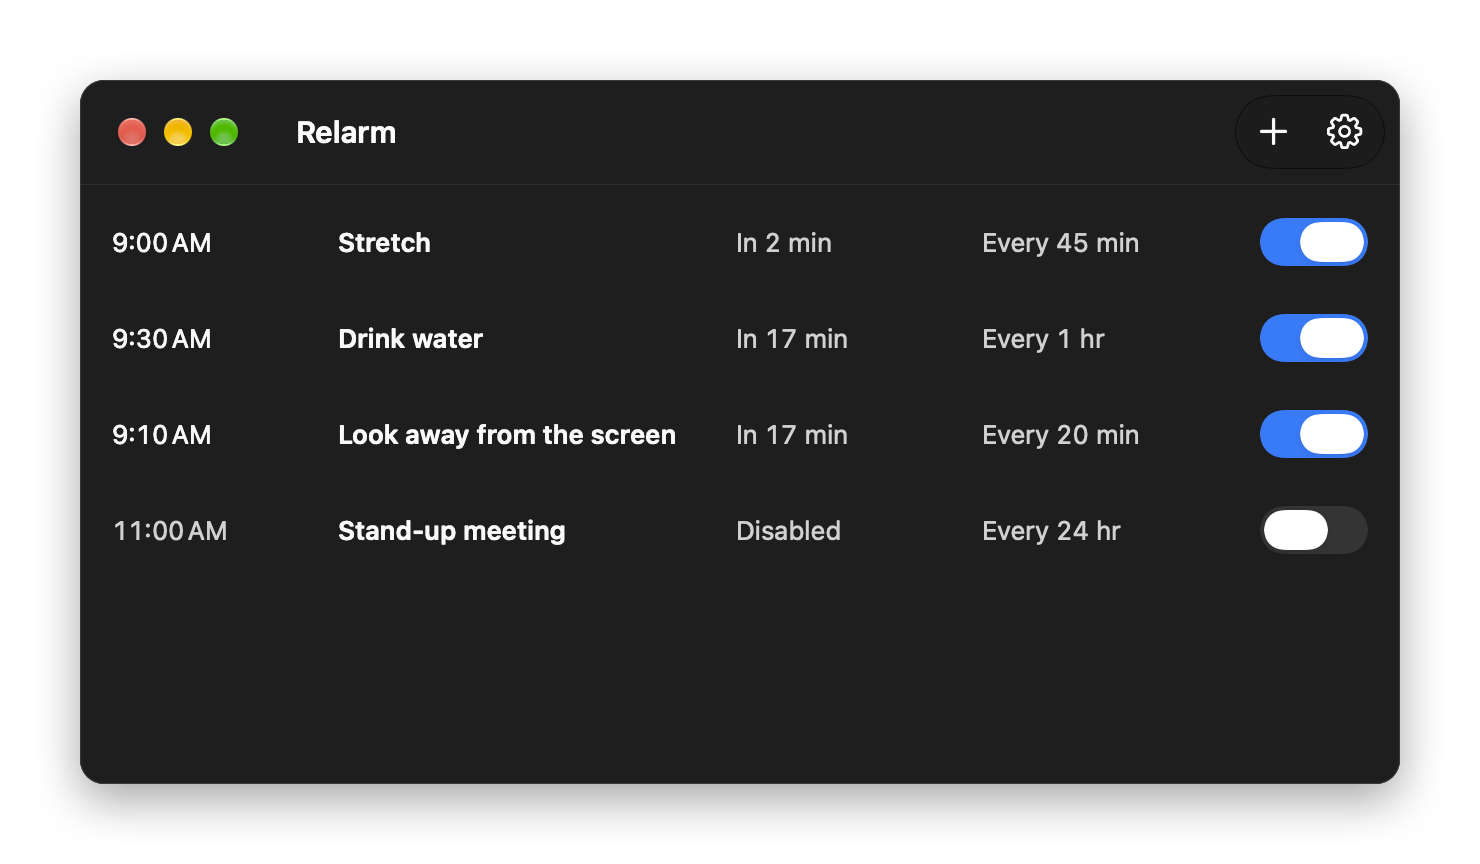 Relarm
9:00 AM Stretch In 2 min Every 45 min
9:30 AM Drink water In 17 min Every 1 hr
9:10 AM Look away from the screen In 17 min Every 20 min
11:00 AM Stand-up meeting Disabled Every 24 hr